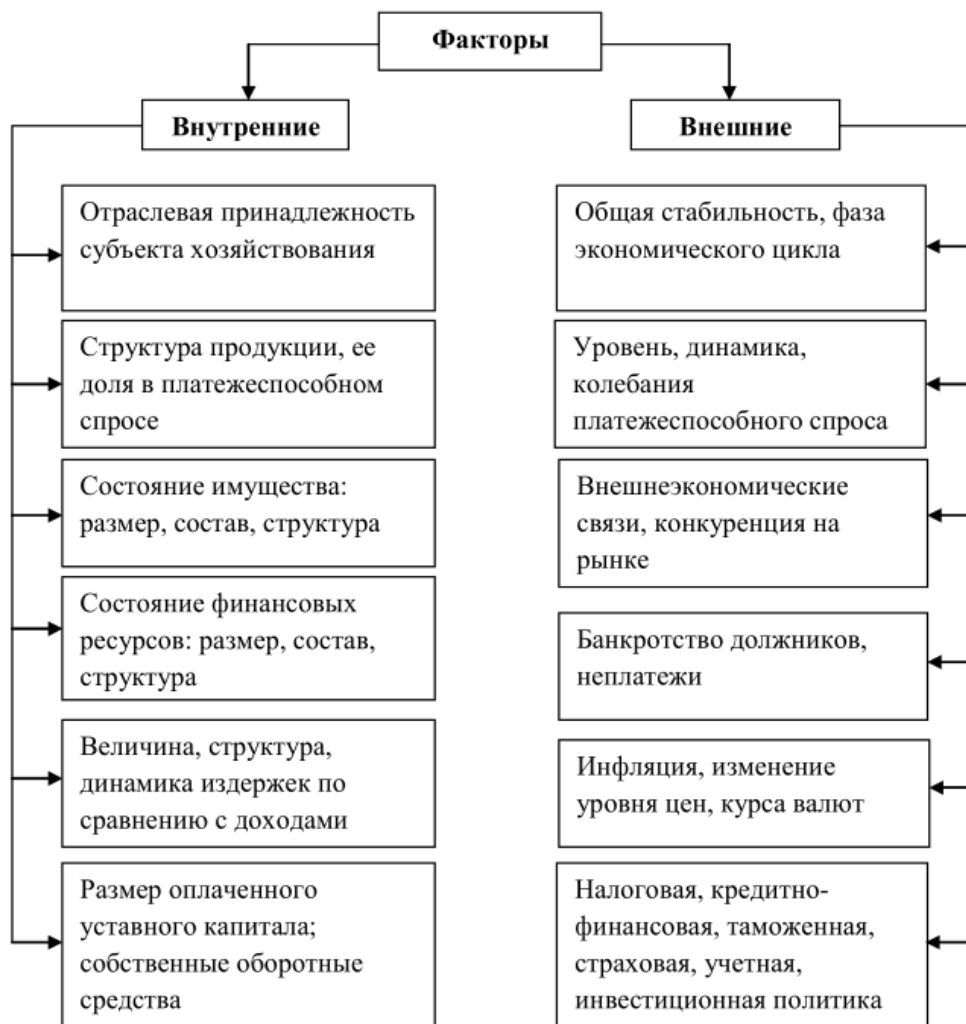 Факторы
Внутренние
Внешние
Отраслевая принадлежность
субъекта хозяйствования
Структура продукции, ее
доля в платежеспособном
спросе
Состояние имущества:
размер, состав, структура
Состояние финансовых
ресурсов: размер, состав,
структура
Величина, структура,
динамика издержек по
сравнению с доходами
Размер оплаченного
уставного капитала;
собственные оборотные
средства
Общая стабильность, фаза
экономического цикла
Уровень, динамика,
колебания
платежеспособного спроса
Внешнеэкономические
связи, конкуренция на
рынке
Банкротство должников,
неплатежи
Инфляция, изменение
уровня цен, курса валют
Налоговая, кредитно-
финансовая, таможенная,
страховая, учетная,
инвестиционная политика